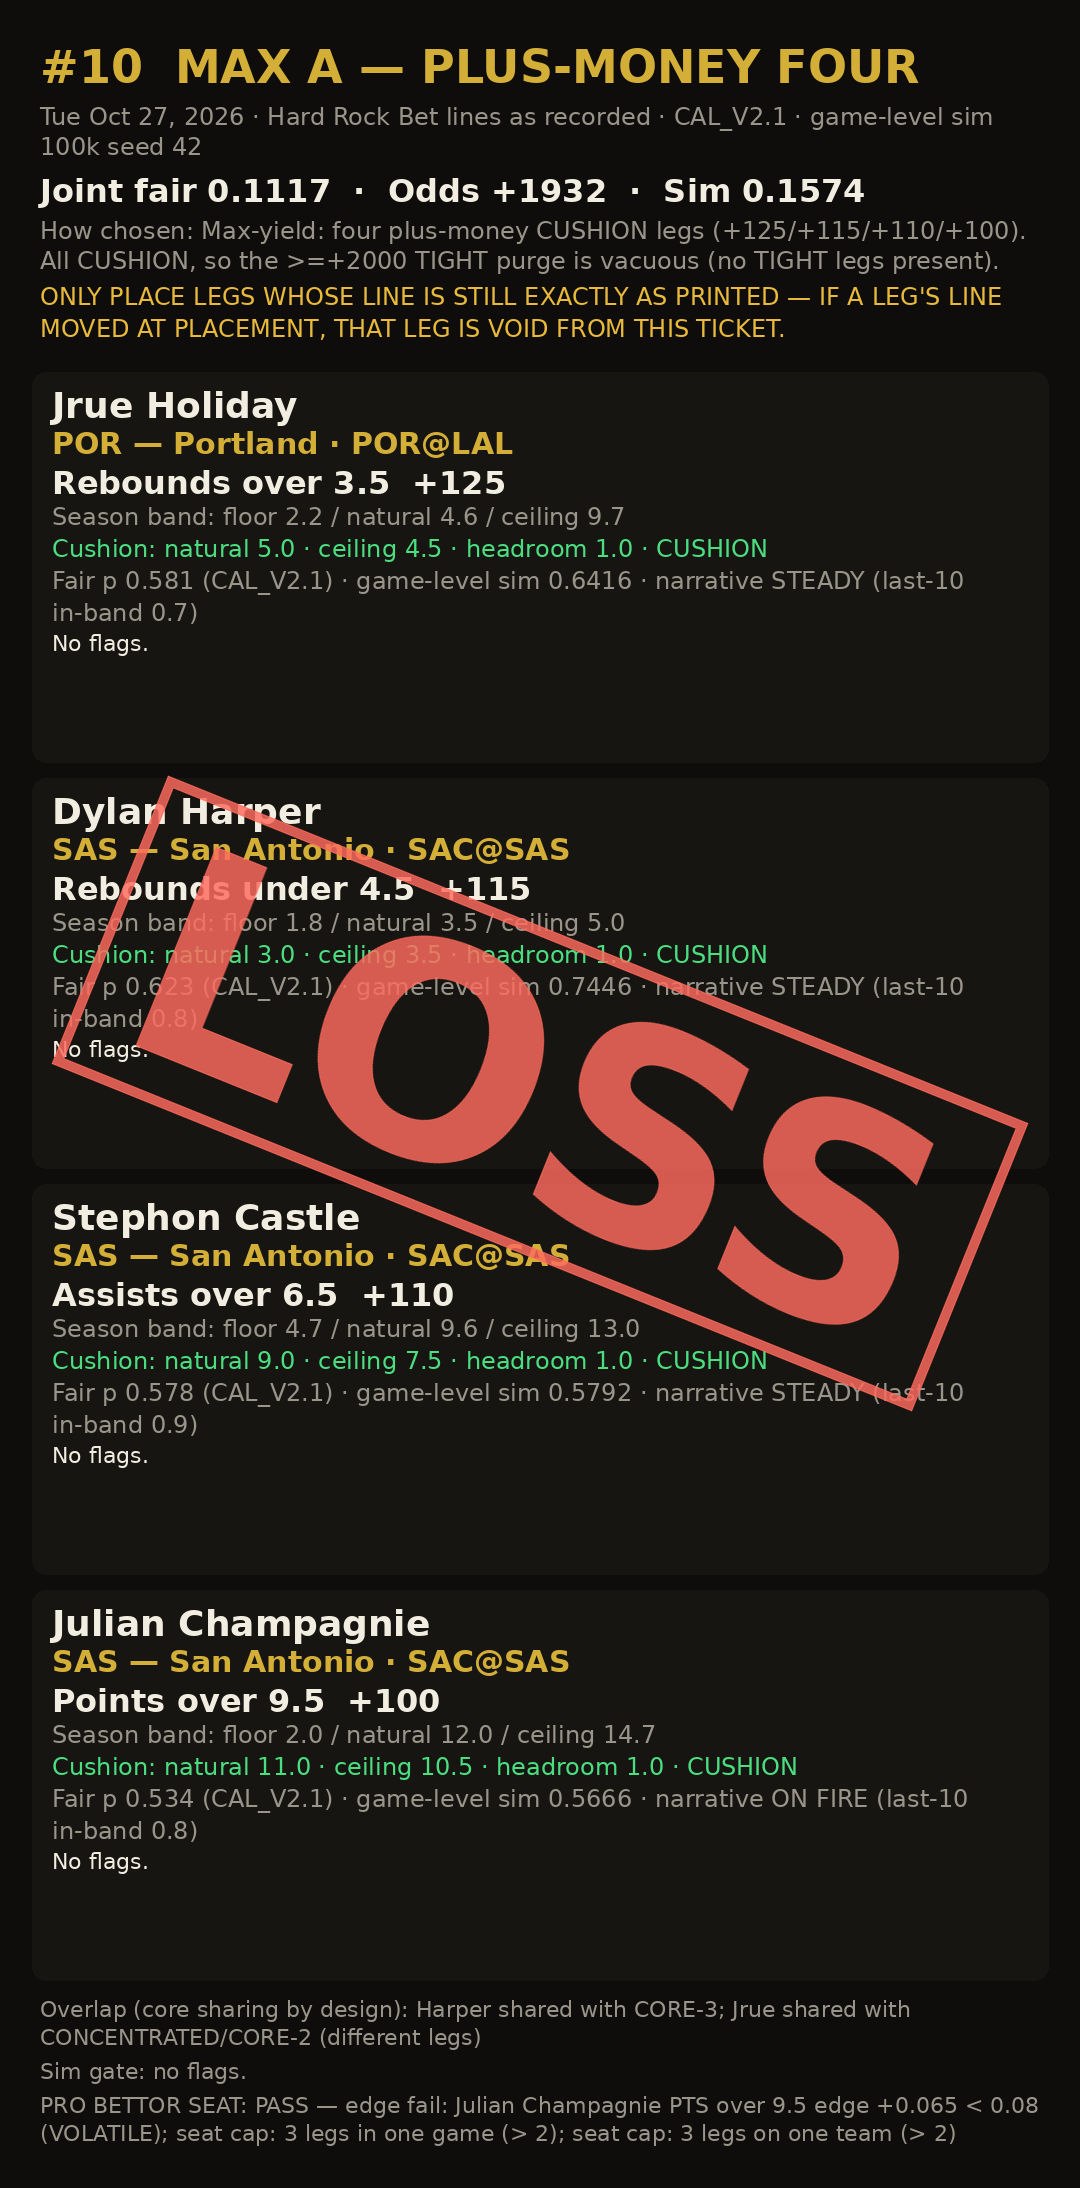 #10  MAX A — PLUS-MONEY FOUR
Tue Oct 27, 2026 · Hard Rock Bet lines as recorded · CAL_V2.1 · game-level sim
100k seed 42
Joint fair 0.1117  ·  Odds +1932  ·  Sim 0.1574
How chosen: Max-yield: four plus-money CUSHION legs (+125/+115/+110/+100).
All CUSHION, so the >=+2000 TIGHT purge is vacuous (no TIGHT legs present).
ONLY PLACE LEGS WHOSE LINE IS STILL EXACTLY AS PRINTED — IF A LEG'S LINE
MOVED AT PLACEMENT, THAT LEG IS VOID FROM THIS TICKET.
Jrue Holiday
POR — Portland · POR@LAL
Rebounds over 3.5  +125
Season band: floor 2.2 / natural 4.6 / ceiling 9.7
Cushion: natural 5.0 · ceiling 4.5 · headroom 1.0 · CUSHION
Fair p 0.581 (CAL_V2.1) · game-level sim 0.6416 · narrative STEADY (last-10
in-band 0.7)
No flags.
Dylan Harper
SAS — San Antonio · SAC@SAS
Rebounds under 4.5  +115
Season band: floor 1.8 / natural 3.5 / ceiling 5.0
Cushion: natural 3.0 · ceiling 3.5 · headroom 1.0 · CUSHION
Fair p 0.623 (CAL_V2.1) · game-level sim 0.7446 · narrative STEADY (last-10
in-band 0.8)
No flags.
LOSS
Stephon Castle
SAS — San Antonio · SAC@SAS
Assists over 6.5  +110
Season band: floor 4.7 / natural 9.6 / ceiling 13.0
Cushion: natural 9.0 · ceiling 7.5 · headroom 1.0 · CUSHION
Fair p 0.578 (CAL_V2.1) · game-level sim 0.5792 · narrative STEADY (last-10
in-band 0.9)
No flags.
Julian Champagnie
SAS — San Antonio · SAC@SAS
Points over 9.5  +100
Season band: floor 2.0 / natural 12.0 / ceiling 14.7
Cushion: natural 11.0 · ceiling 10.5 · headroom 1.0 · CUSHION
Fair p 0.534 (CAL_V2.1) · game-level sim 0.5666 · narrative ON FIRE (last-10
in-band 0.8)
No flags.
Overlap (core sharing by design): Harper shared with CORE-3; Jrue shared with
CONCENTRATED/CORE-2 (different legs)
Sim gate: no flags.
PRO BETTOR SEAT: PASS — edge fail: Julian Champagnie PTS over 9.5 edge +0.065 < 0.08
(VOLATILE); seat cap: 3 legs in one game (> 2); seat cap: 3 legs on one team (> 2)